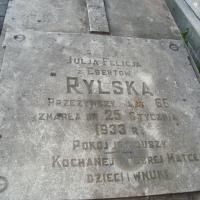 JULJA FELICJA
Z EBERTÓW
RYLSKA
PRZEŻYWSZY LAT 66
ZMARŁA DN. 25 STYCZNIA
1933 R.
POKÓJ JEJ DUSZY
KOCHANEJ I DOBREJ MATCE
DZIECI I WNUKI